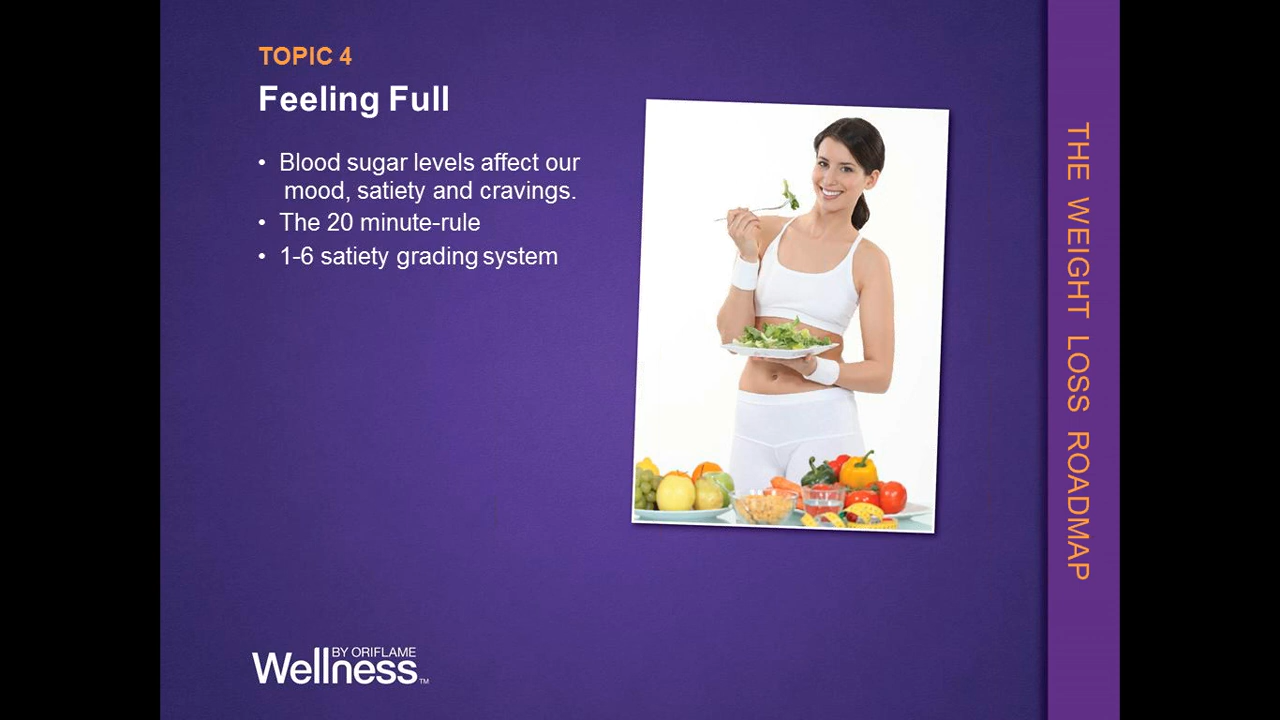 TOPIC 4
Feeling Full
• Blood sugar levels affect our
mood, satiety and cravings.
• The 20 minute-rule
• 1-6 satiety grading system
THE WEIGHT LOSS ROADMAP
BY ORIFLAME
Wellness™